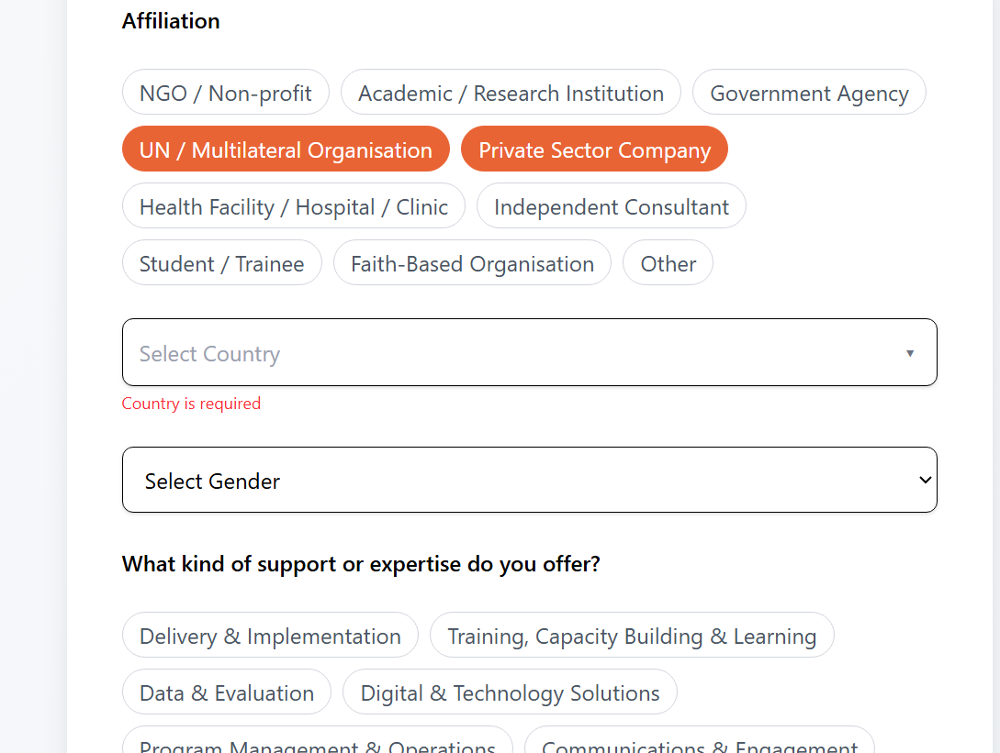 Affiliation
NGO / Non-profit
Academic / Research Institution
Government Agency
UN / Multilateral Organisation
Private Sector Company
Health Facility / Hospital / Clinic
Independent Consultant
Student / Trainee
Faith-Based Organisation
Other
Select Country
Country is required
Select Gender
What kind of support or expertise do you offer?
Delivery & Implementation
Training, Capacity Building & Learning
Data & Evaluation
Digital & Technology Solutions
Program Management & Operations
Communications & Engagement